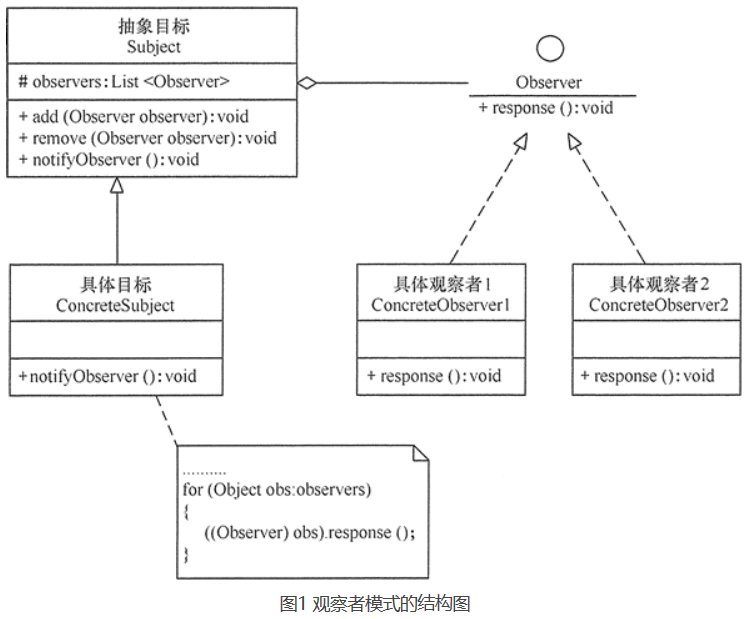 抽象目标
Subject
# observers:List <Observer>
+ add (Observer observer):void
+ remove (Observer observer):void
+ notifyObserver ():void
Observer
+ response ():void
具体目标
ConcreteSubject
+notifyObserver ():void
具体观察者1
ConcreteObserver1
+ response ():void
具体观察者2
ConcreteObserver2
+ response ():void
..........
for (Object obs:observers)
{
((Observer) obs).response ();
}
图1 观察者模式的结构图